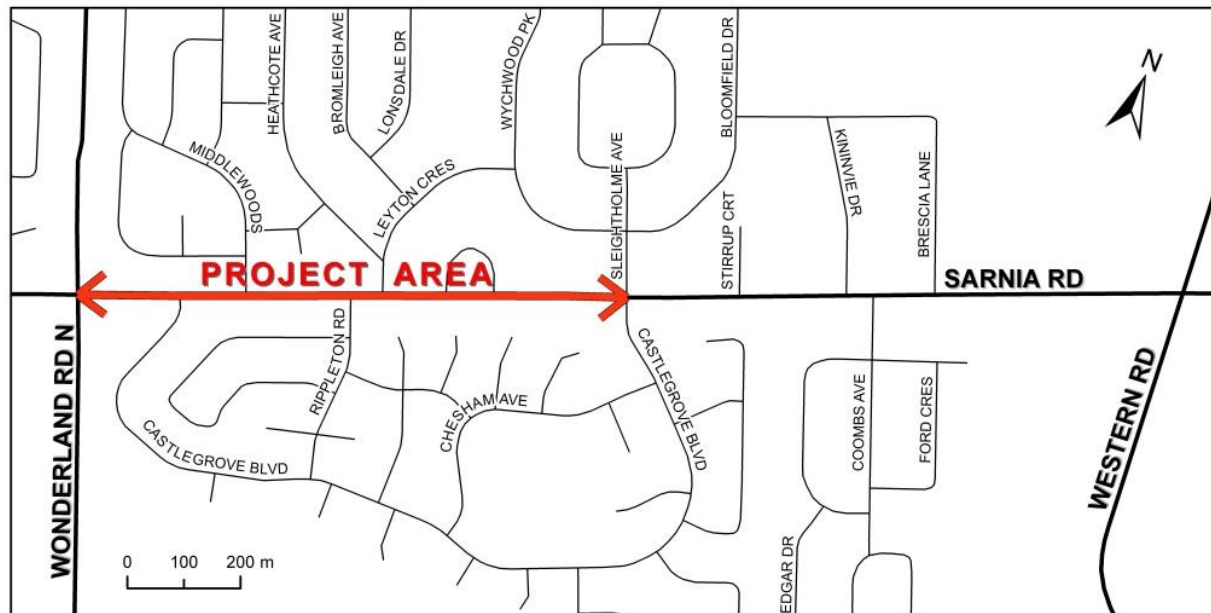 HEATHCOTE AVE
BROMLEIGH AVE
LONSDALE DR
WYCHWOOD PK
BLOOMFIELD DR
N
MIDDLEWOODS
LEYTON CRES
SLEIGHTHOLME AVE
STIRRUP CRT
KININVIE DR
BRESCIA LANE
PROJECT AREA
SARNIA RD
WONDERLAND RD N
RIPPLETON RD
CASTLEGROVE BLVD
CHESHAM AVE
CASTLEGROVE BLVD
COOMBS AVE
FORD CRES
WESTERN RD
EDGAR DR
0 100 200 m